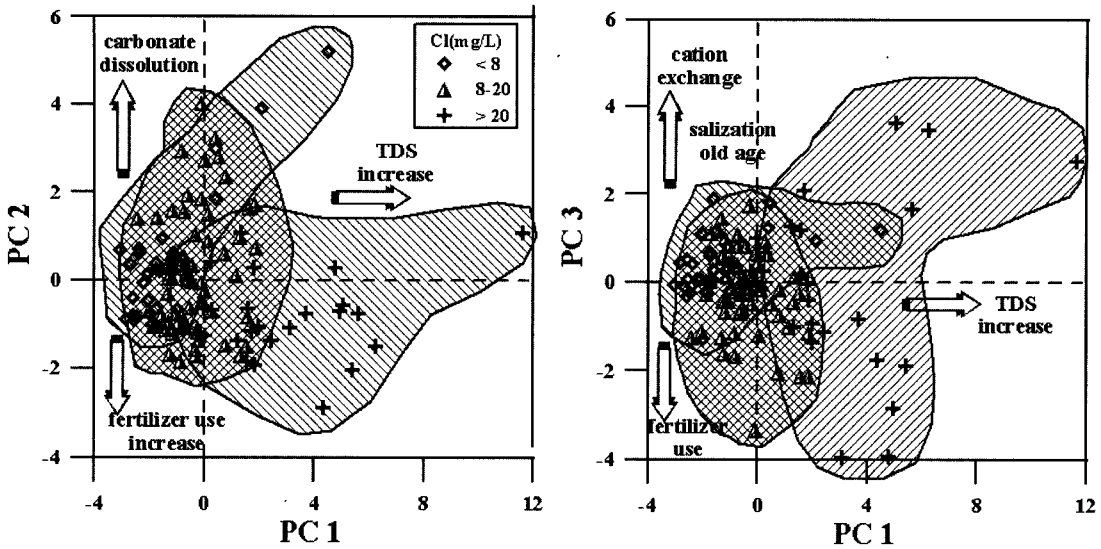 6
4
2
0
-2
-4
PC 2
carbonate
dissolution
Cl(mg/L)
< 8
8-20
> 20
TDS
increase
fertilizer use
increase
-4
0
4
8
12
PC 1
6
4
2
0
-2
-4
PC 3
cation
exchange
salization
old age
TDS
increase
fertilizer
use
-4
0
4
8
12
PC 1